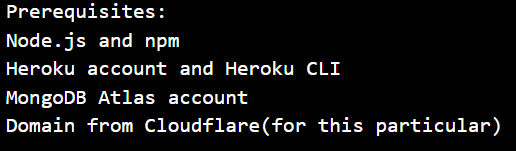 Prerequisites:
Node.js and npm
Heroku account and Heroku CLI
MongoDB Atlas account
Domain from Cloudflare(for this particular)